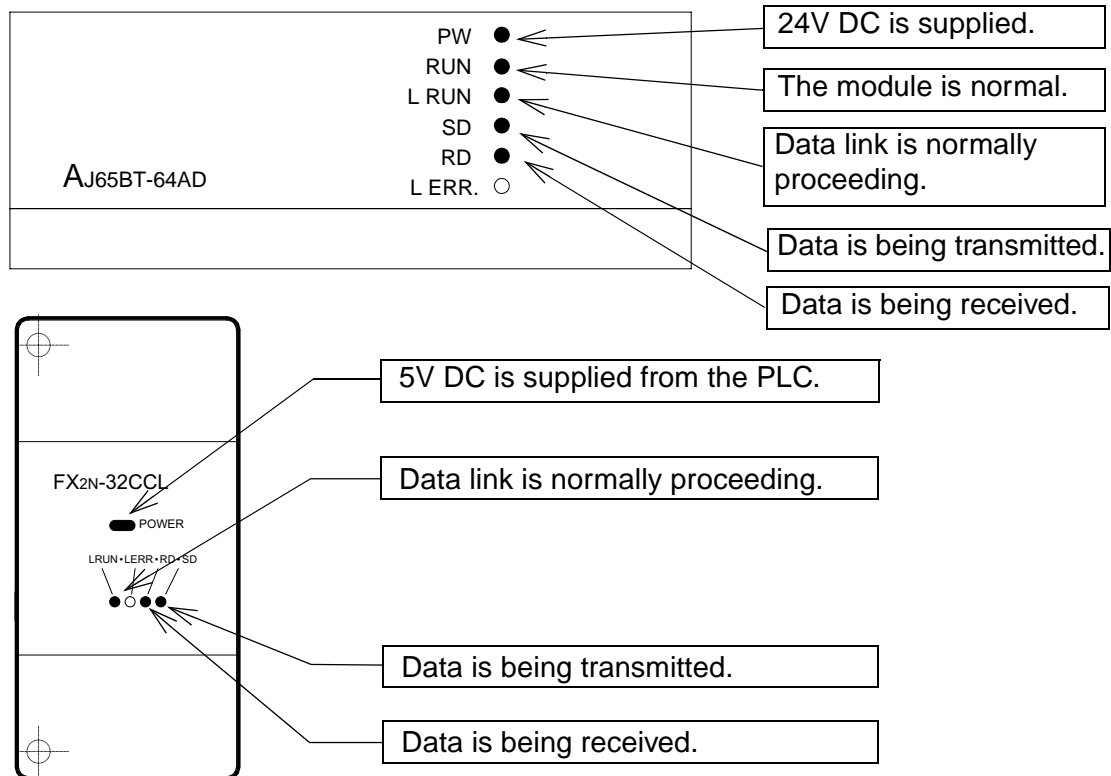 PW
RUN
L RUN
SD
RD
L ERR.
AJ65BT-64AD
24V DC is supplied.
The module is normal.
Data link is normally
proceeding.
Data is being transmitted.
Data is being received.
FX2N-32CCL
POWER
LRUN•LERR•RD•SD
5V DC is supplied from the PLC.
Data link is normally proceeding.
Data is being transmitted.
Data is being received.